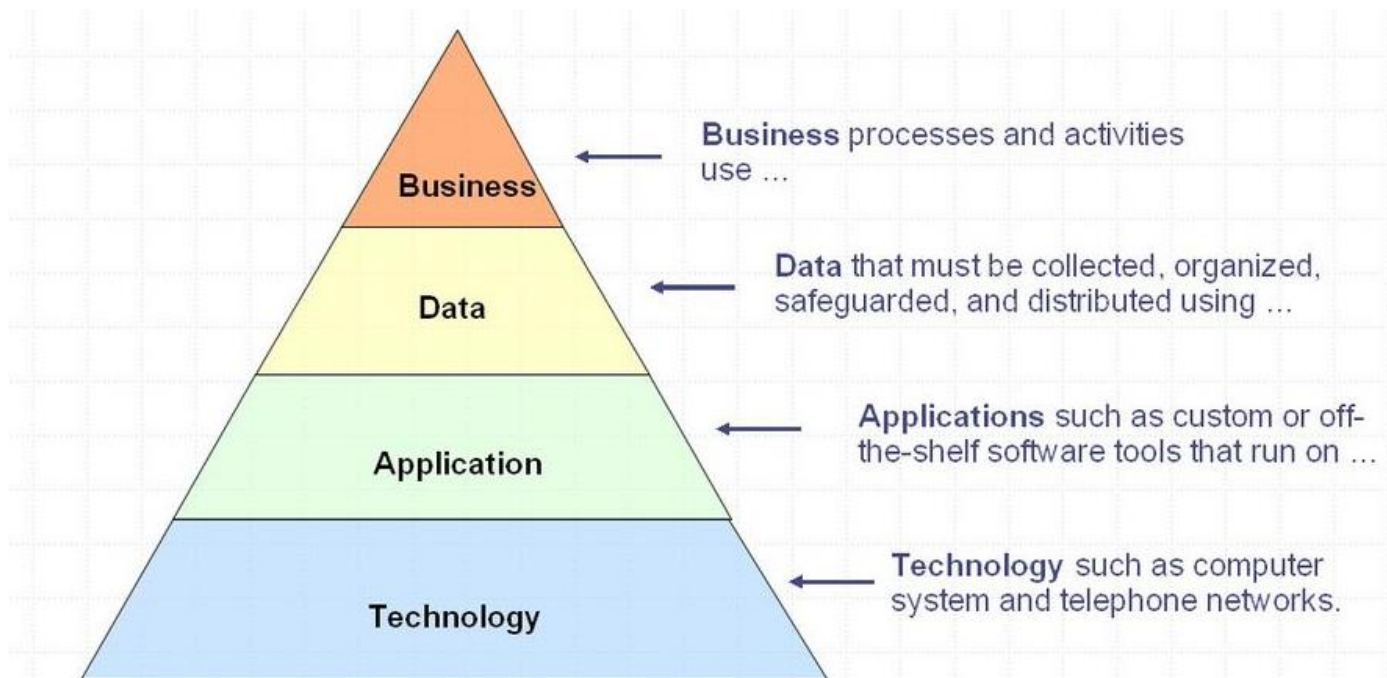 Business processes and activities
use ...
Business
Data that must be collected, organized,
safeguarded, and distributed using ...
Data
Applications such as custom or off-
the-shelf software tools that run on ...
Application
Technology such as computer
system and telephone networks.
Technology